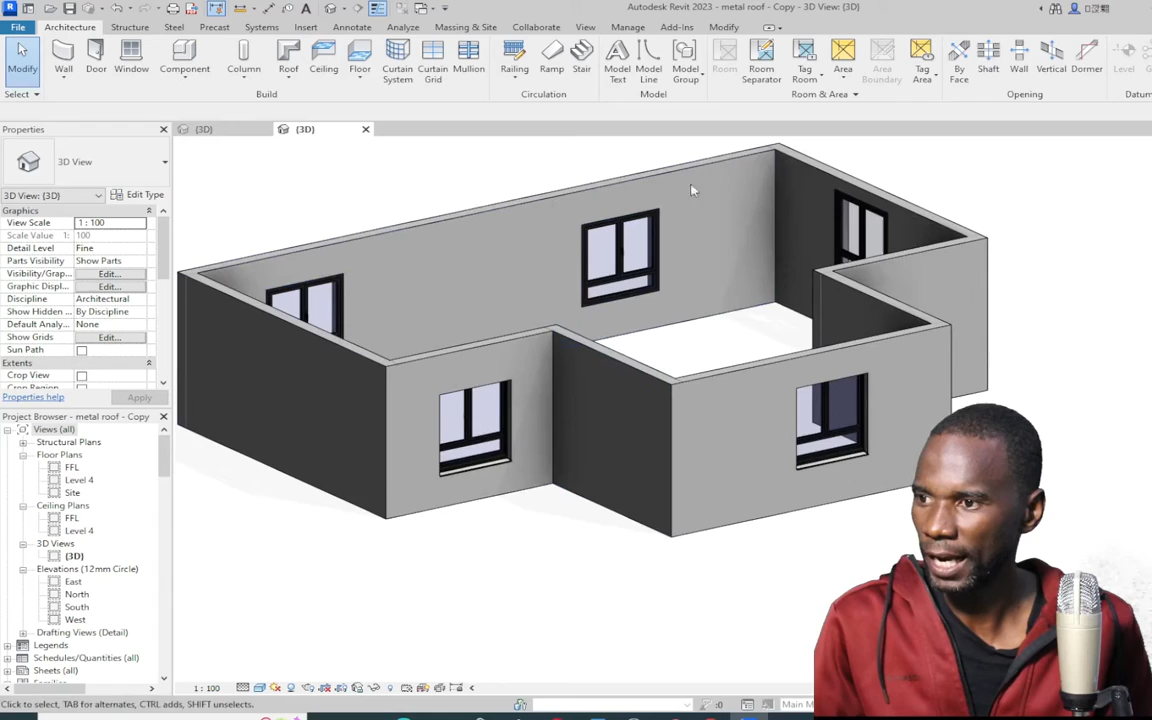 Autodesk Revit 2023 - metal roof - Copy - 3D View: {3D}
File Architecture Structure Steel Precast Systems Insert Annotate Analyze Massing & Site Collaborate View Manage Add-Ins Modify
Modify Wall Door Window Component Column Roof Ceiling Floor Curtain System Curtain Grid Mullion Railing Ramp Stair Model Text Model Line Model Group Room Room Separator Tag Room Area Area Boundary Tag Area By Face Shaft Wall Vertical Dormer Level
Select Build Circulation Model Room & Area Opening Datum
Properties {3D} {3D}
3D View
3D View: {3D} Edit Type
Graphics
View Scale 1 : 100
Scale Value 1: 100
Detail Level Fine
Parts Visibility Show Parts
Visibility/Grap... Edit...
Graphic Displ... Edit...
Discipline Architectural
Show Hidden ... By Discipline
Default Analy... None
Show Grids Edit...
Sun Path
Extents
Crop View
Crop Region
Properties help Apply
Project Browser - metal roof - Copy
Views (all)
Structural Plans
Floor Plans
FFL
Level 4
Site
Ceiling Plans
FFL
Level 4
3D Views
{3D}
Elevations (12mm Circle)
East
North
South
West
Drafting Views (Detail)
Legends
Schedules/Quantities (all)
Sheets (all)
1 : 100
Click to select, TAB for alternates, CTRL adds, SHIFT unselects. :0 Main M